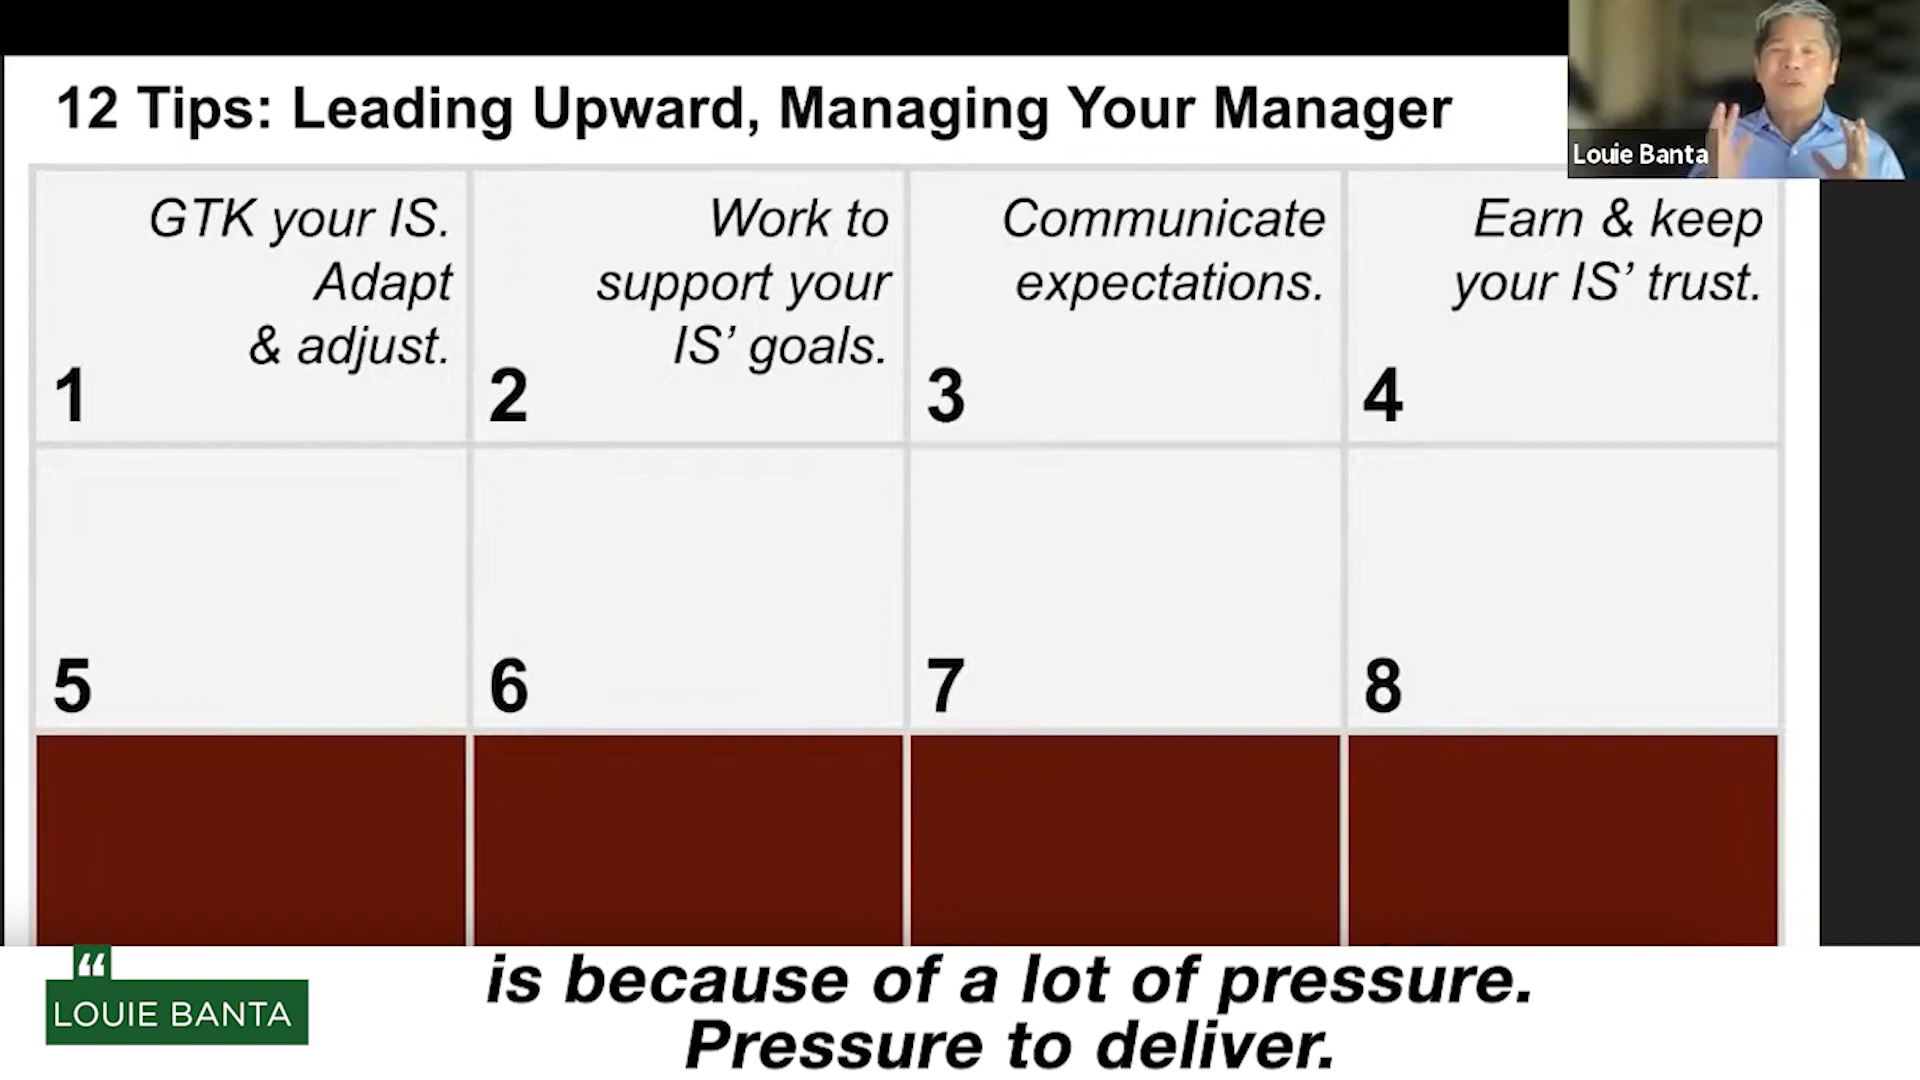 12 Tips: Leading Upward, Managing Your Manager
Louie Banta
GTK your IS.
Adapt
& adjust.
1
Work to
support your
IS’ goals.
2
Communicate
expectations.
3
Earn & keep
your IS’ trust.
4
5
6
7
8
“
LOUIE BANTA
is because of a lot of pressure.
Pressure to deliver.